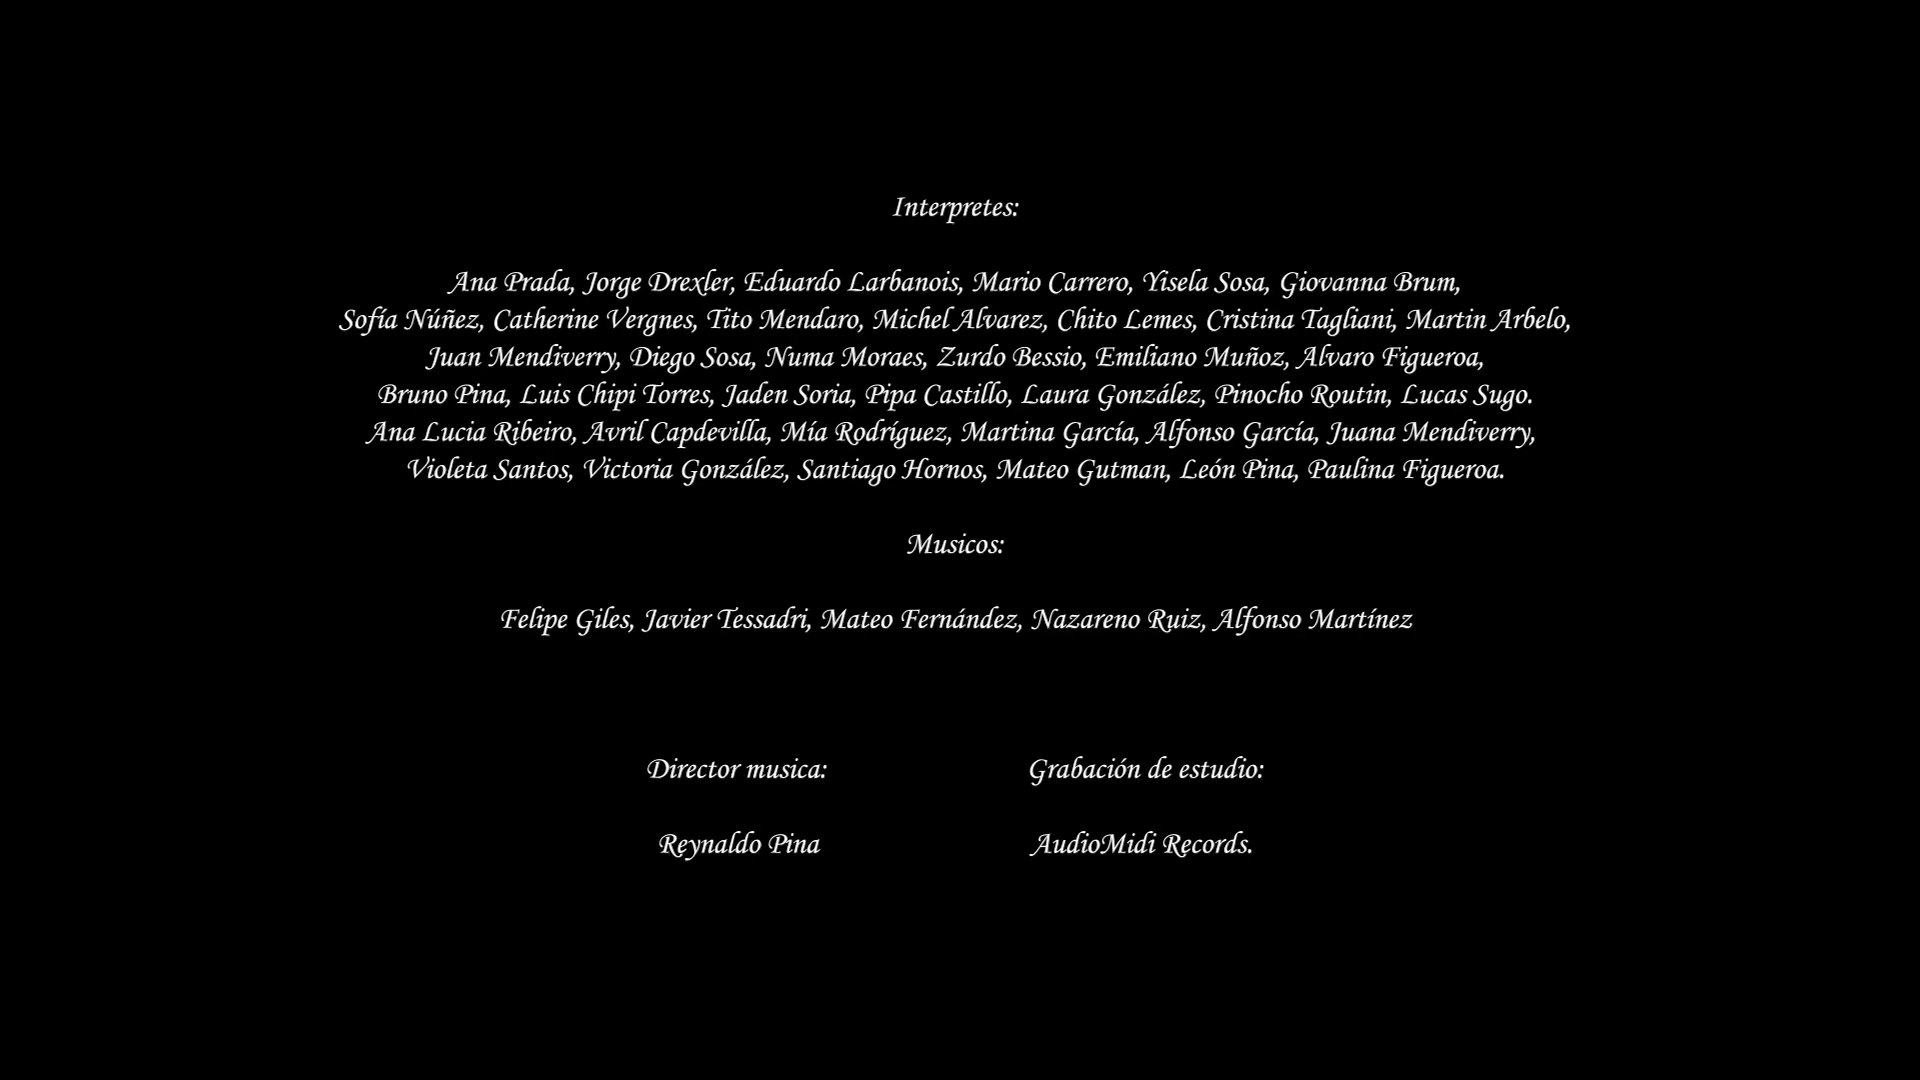 Interpretes:
Ana Prada, Jorge Drexler, Eduardo Larbanois, Mario Carrero, Yisela Sosa, Giovanna Brum,
Sofía Núñez, Catherine Vergnes, Tito Mendaro, Michel Alvarez, Chito Lemes, Cristina Tagliani, Martin Arbelo,
Juan Mendiverry, Diego Sosa, Numa Moraes, Zurdo Bessio, Emiliano Muñoz, Alvaro Figueroa,
Bruno Pina, Luis Chipi Torres, Jaden Soria, Pipa Castillo, Laura González, Pinocho Routin, Lucas Sugo.
Ana Lucia Ribeiro, Avril Capdevilla, Mía Rodríguez, Martina García, Alfonso García, Juana Mendiverry,
Violeta Santos, Victoria González, Santiago Hornos, Mateo Gutman, León Pina, Paulina Figueroa.
Musicos:
Felipe Giles, Javier Tessadri, Mateo Fernández, Nazareno Ruiz, Alfonso Martínez
Director musica:
Reynaldo Pina
Grabación de estudio:
AudioMidi Records.